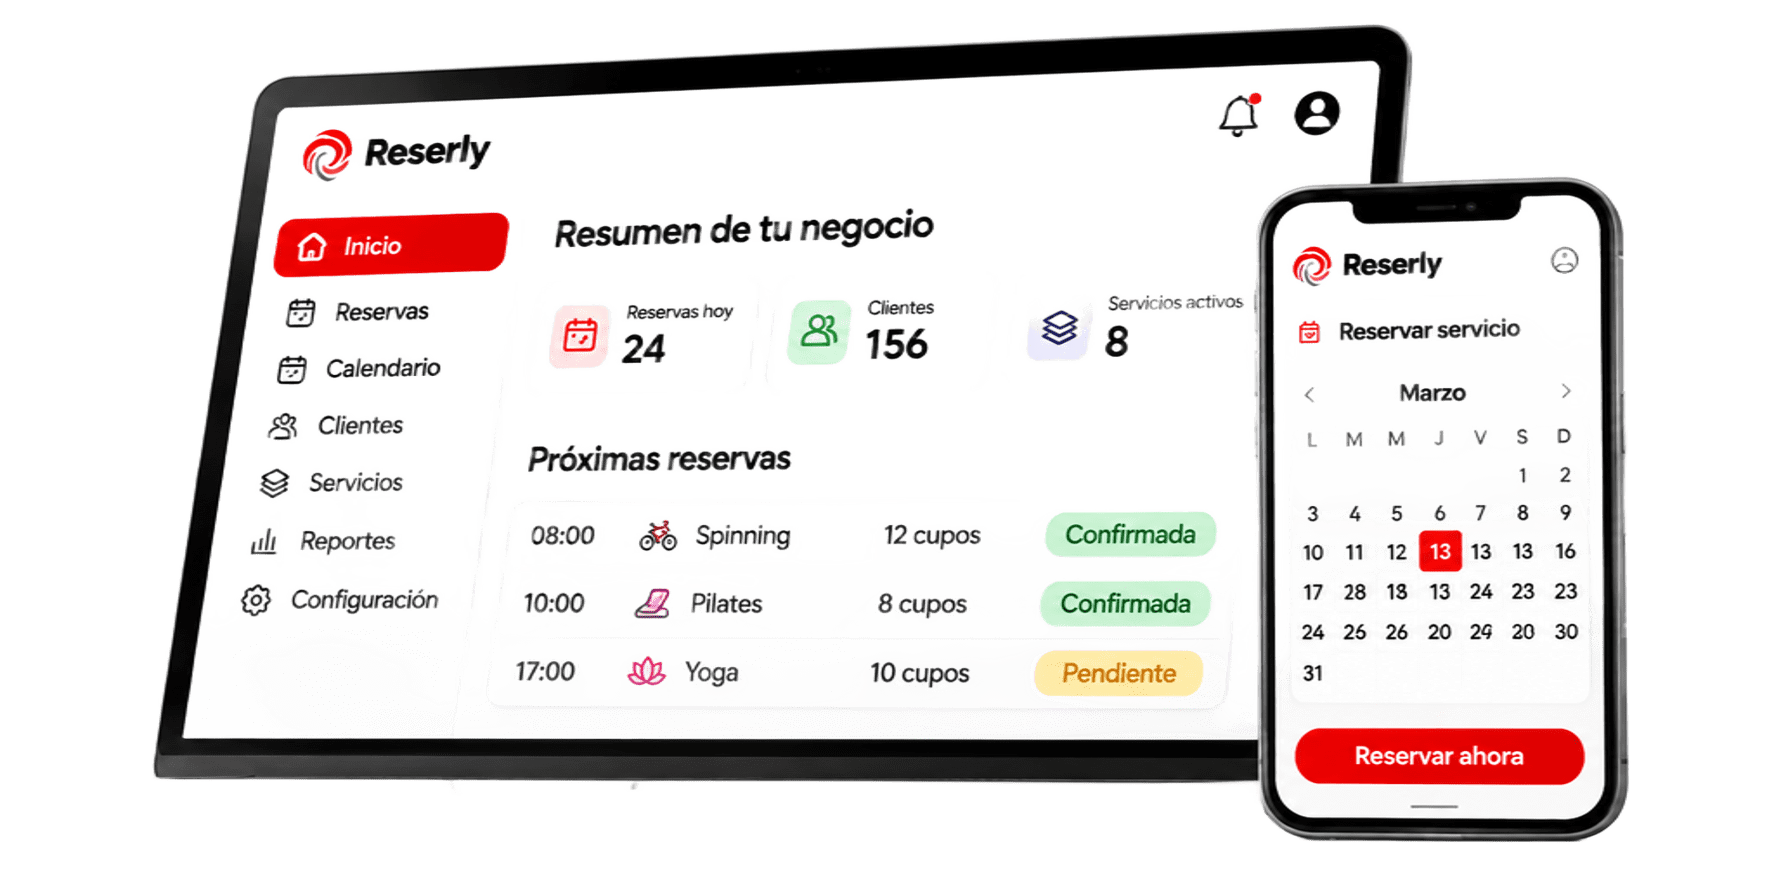 Reserly
Inicio
Reservas
Calendario
Clientes
Servicios
Reportes
Configuración
Resumen de tu negocio
Reservas hoy
24
Clientes
156
Servicios activos
8
Próximas reservas
08:00 Spinning 12 cupos Confirmada
10:00 Pilates 8 cupos Confirmada
17:00 Yoga 10 cupos Pendiente
Reserly
Reservar servicio
Marzo
L M M J V S D
1 2
3 4 5 6 7 8 9
10 11 12 13 13 13 16
17 28 18 13 24 23 23
24 25 26 20 29 20 30
31
Reservar ahora